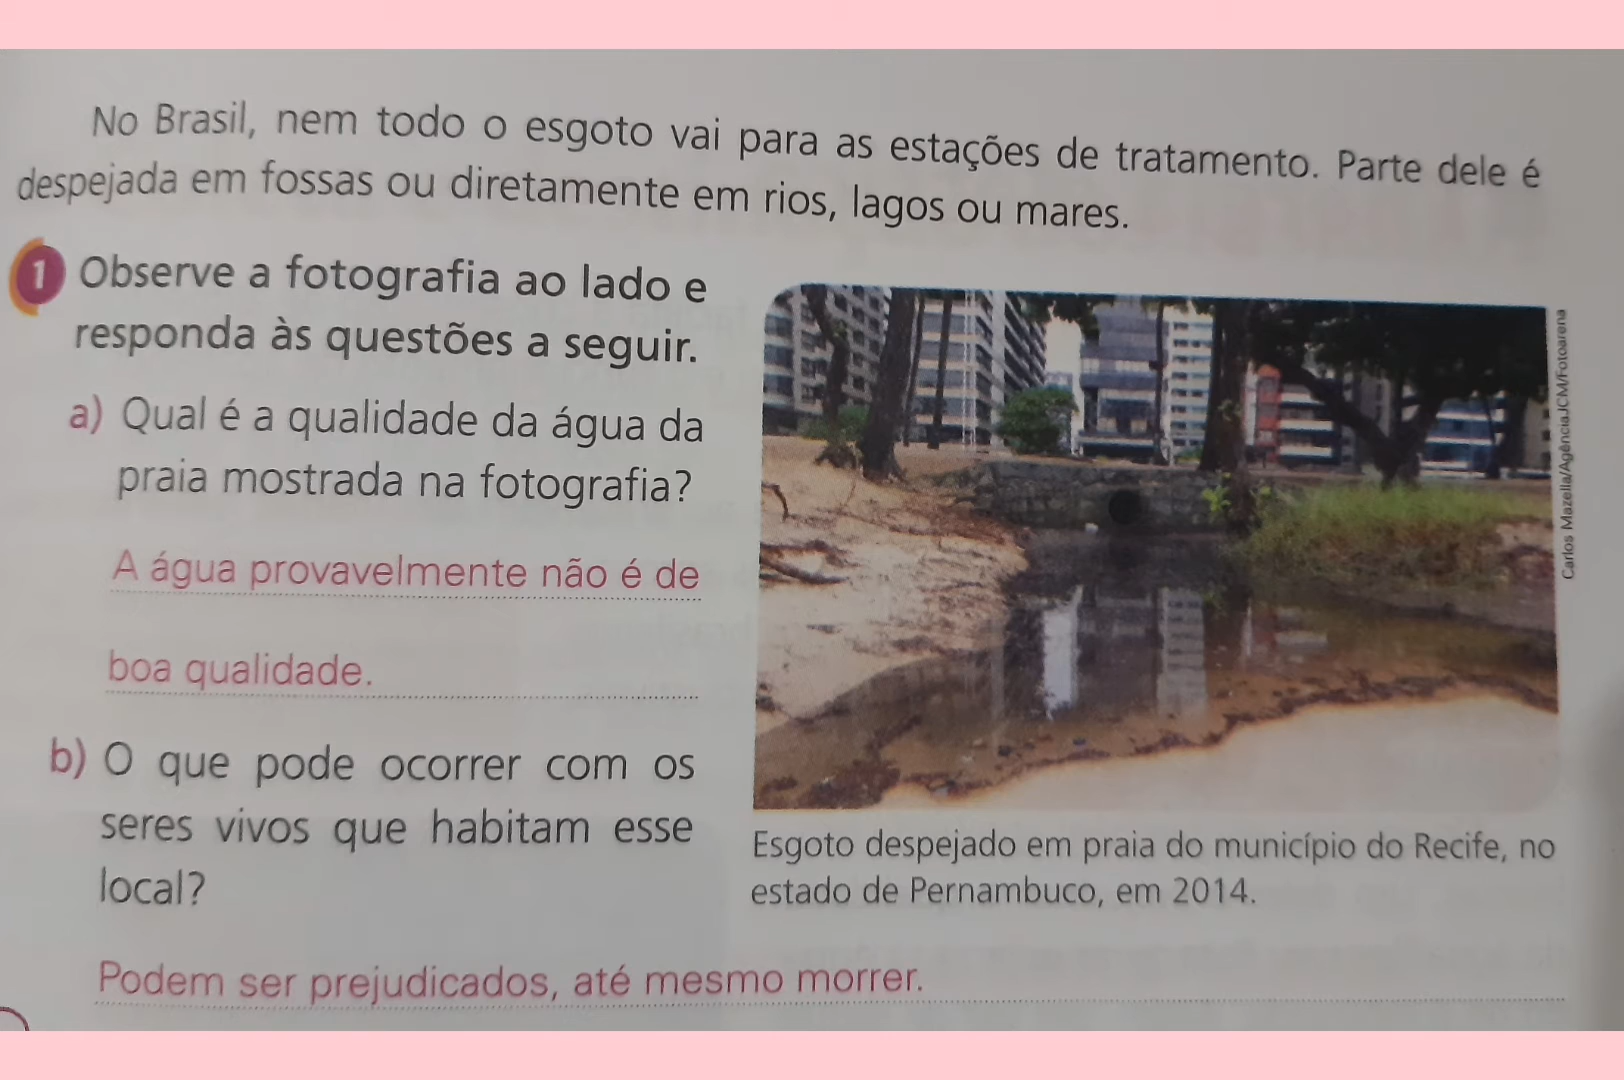 No Brasil, nem todo o esgoto vai para as estações de tratamento. Parte dele é
despejada em fossas ou diretamente em rios, lagos ou mares.
1 Observe a fotografia ao lado e
responda às questões a seguir.
a) Qual é a qualidade da água da
praia mostrada na fotografia?
A água provavelmente não é de
boa qualidade.
b) O que pode ocorrer com os
seres vivos que habitam esse
local?
Podem ser prejudicados, até mesmo morrer.
Carlos Mazella/AgênciaJCM/Fotoarena
Esgoto despejado em praia do município do Recife, no
estado de Pernambuco, em 2014.